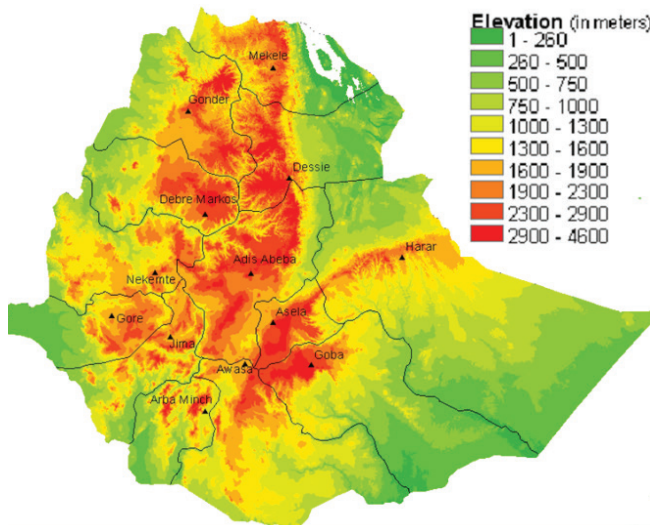 Elevation (in meters)
1 - 260
260 - 500
500 - 750
750 - 1000
1000 - 1300
1300 - 1600
1600 - 1900
1900 - 2300
2300 - 2900
2900 - 4600
Mekele
Gonder
Dessie
Debre Markos
Harar
Adis Abeba
Nekemte
Gore
Asela
Jima
Awasa
Goba
Arba Minch